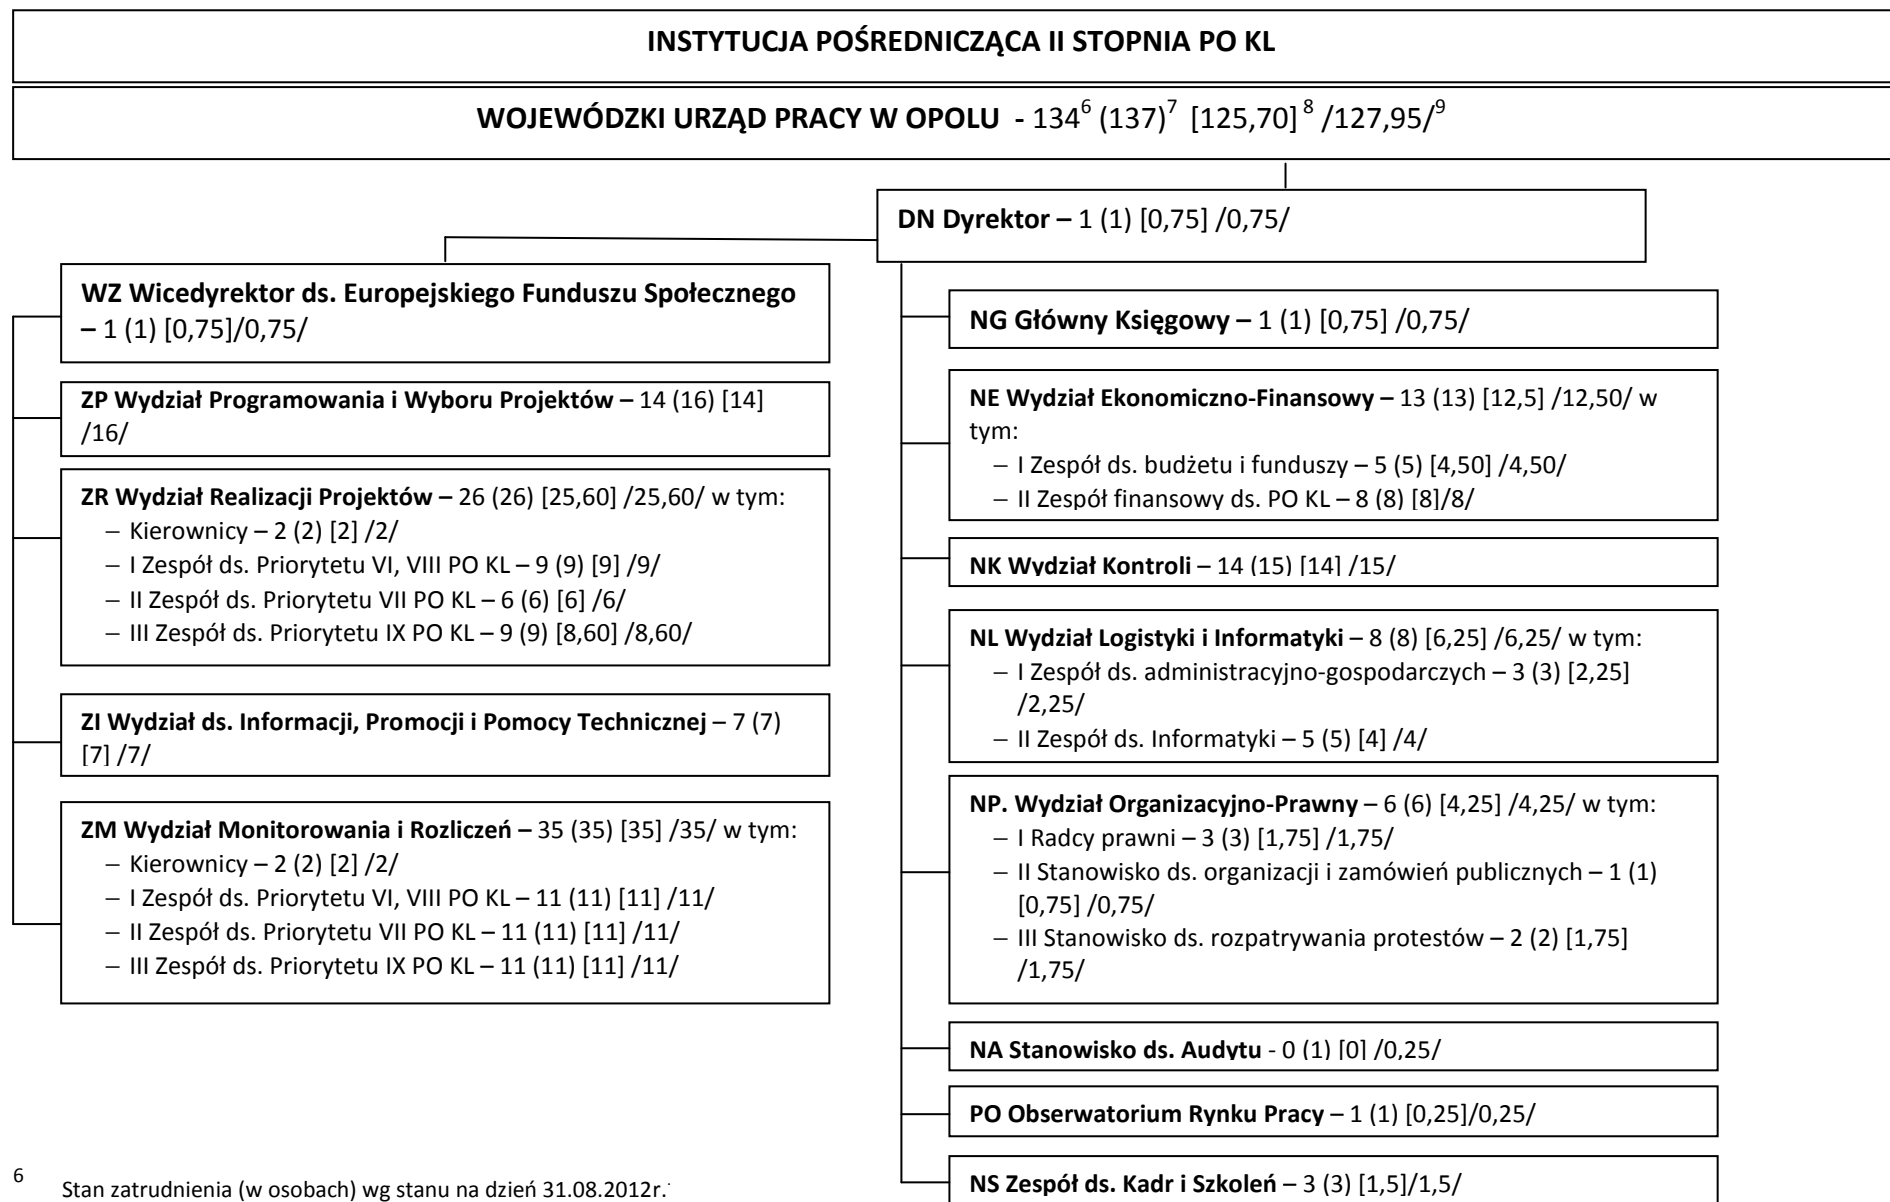 INSTYTUCJA POŚREDNICZĄCA II STOPNIA PO KL
WOJEWÓDZKI URZĄD PRACY W OPOLU - 134⁶ (137)⁷ [125,70]⁸ /127,95/⁹
DN Dyrektor – 1 (1) [0,75] /0,75/
WZ Wicedyrektor ds. Europejskiego Funduszu Społecznego
– 1 (1) [0,75]/0,75/
ZP Wydział Programowania i Wyboru Projektów – 14 (16) [14]
/16/
ZR Wydział Realizacji Projektów – 26 (26) [25,60] /25,60/ w tym:
– Kierownicy – 2 (2) [2] /2/
– I Zespół ds. Priorytetu VI, VIII PO KL – 9 (9) [9] /9/
– II Zespół ds. Priorytetu VII PO KL – 6 (6) [6] /6/
– III Zespół ds. Priorytetu IX PO KL – 9 (9) [8,60] /8,60/
ZI Wydział ds. Informacji, Promocji i Pomocy Technicznej – 7 (7)
[7] /7/
ZM Wydział Monitorowania i Rozliczeń – 35 (35) [35] /35/ w tym:
– Kierownicy – 2 (2) [2] /2/
– I Zespół ds. Priorytetu VI, VIII PO KL – 11 (11) [11] /11/
– II Zespół ds. Priorytetu VII PO KL – 11 (11) [11] /11/
– III Zespół ds. Priorytetu IX PO KL – 11 (11) [11] /11/
NG Główny Księgowy – 1 (1) [0,75] /0,75/
NE Wydział Ekonomiczno-Finansowy – 13 (13) [12,5] /12,50/ w
tym:
– I Zespół ds. budżetu i funduszy – 5 (5) [4,50] /4,50/
– II Zespół finansowy ds. PO KL – 8 (8) [8]/8/
NK Wydział Kontroli – 14 (15) [14] /15/
NL Wydział Logistyki i Informatyki – 8 (8) [6,25] /6,25/ w tym:
– I Zespół ds. administracyjno-gospodarczych – 3 (3) [2,25]
/2,25/
– II Zespół ds. Informatyki – 5 (5) [4] /4/
NP. Wydział Organizacyjno-Prawny – 6 (6) [4,25] /4,25/ w tym:
– I Radcy prawni – 3 (3) [1,75] /1,75/
– II Stanowisko ds. organizacji i zamówień publicznych – 1 (1)
[0,75] /0,75/
– III Stanowisko ds. rozpatrywania protestów – 2 (2) [1,75]
/1,75/
NA Stanowisko ds. Audytu - 0 (1) [0] /0,25/
PO Obserwatorium Rynku Pracy – 1 (1) [0,25]/0,25/
NS Zespół ds. Kadr i Szkoleń – 3 (3) [1,5]/1,5/
6 Stan zatrudnienia (w osobach) wg stanu na dzień 31.08.2012r.